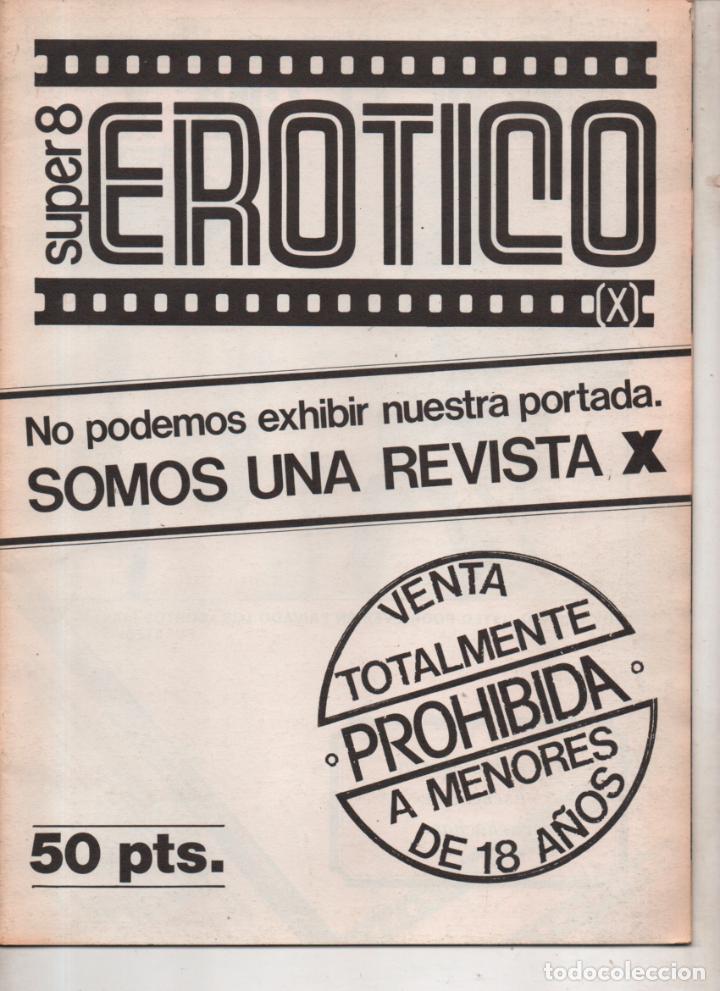 super 8
EROTICO
(X)
No podemos exhibir nuestra portada.
SOMOS UNA REVISTA X
VENTA
TOTALMENTE
PROHIBIDA
A MENORES
DE 18 AÑOS
50 pts.
todocoleccion